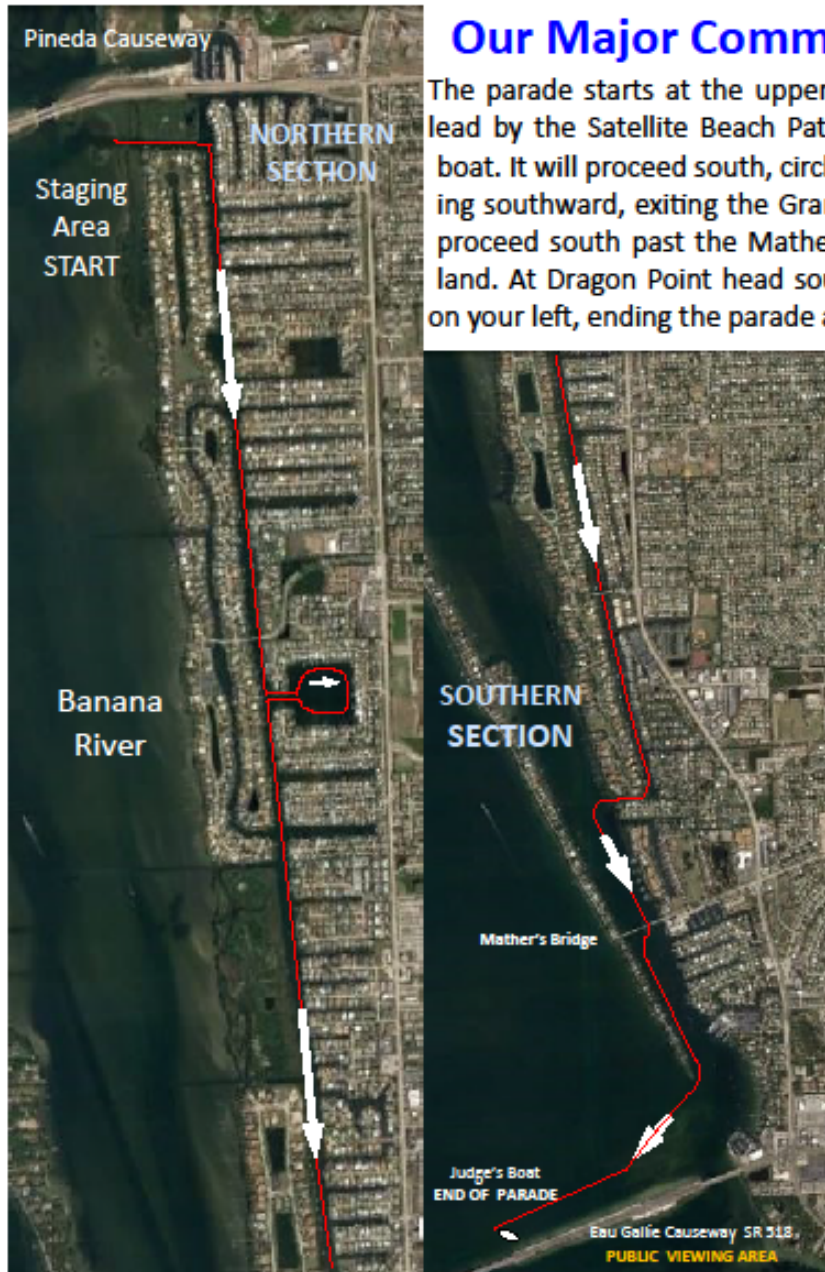 Pineda Causeway
NORTHERN
SECTION
Staging
Area
START
Banana
River
Our Major Comm
The parade starts at the upper
lead by the Satellite Beach Pat
boat. It will proceed south, circl
ing southward, exiting the Gran
proceed south past the Mathe
land. At Dragon Point head sou
on your left, ending the parade a
SOUTHERN
SECTION
Mather's Bridge
Judge's Boat
END OF PARADE
Eau Gallie Causeway SR 518
PUBLIC VIEWING AREA